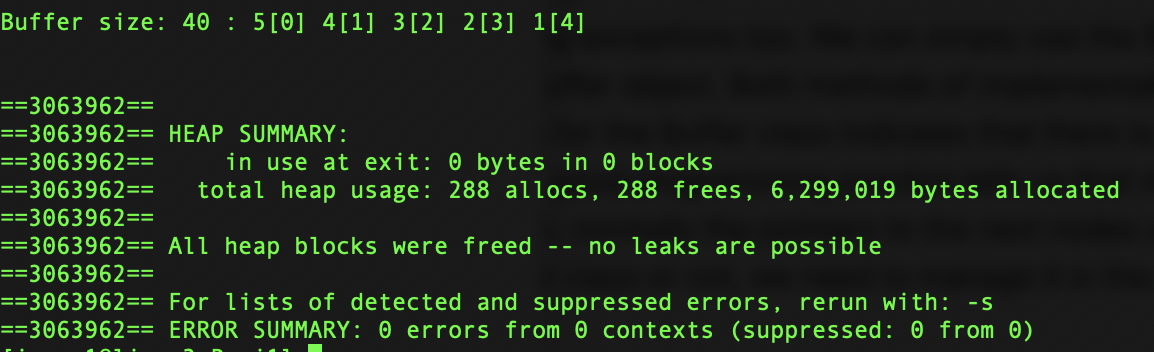 Buffer size: 40 : 5[0] 4[1] 3[2] 2[3] 1[4]
==3063962==
==3063962== HEAP SUMMARY:
==3063962==     in use at exit: 0 bytes in 0 blocks
==3063962==   total heap usage: 288 allocs, 288 frees, 6,299,019 bytes allocated
==3063962==
==3063962== All heap blocks were freed -- no leaks are possible
==3063962==
==3063962== For lists of detected and suppressed errors, rerun with: -s
==3063962== ERROR SUMMARY: 0 errors from 0 contexts (suppressed: 0 from 0)